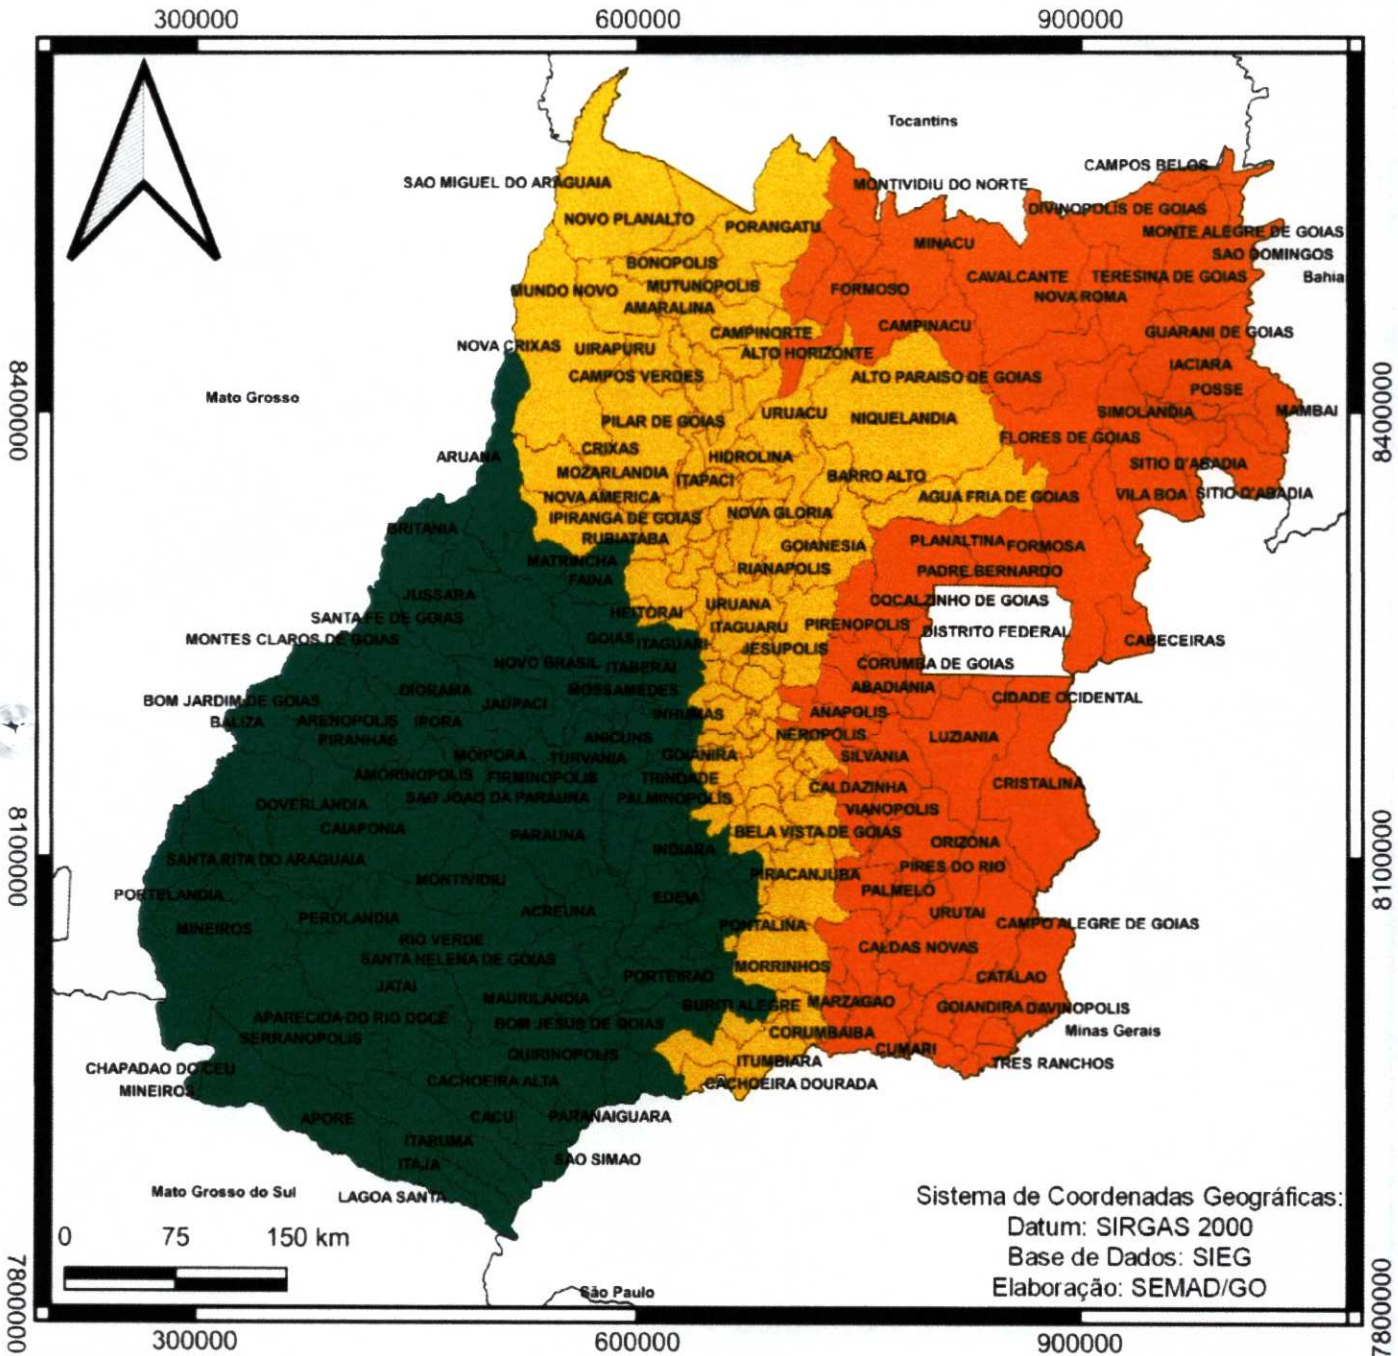 300000
600000
900000
Tocantins
CAMPOS BELOS
SAO MIGUEL DO ARAGUAIA
MONTIVIDIU DO NORTE
NOVO PLANALTO
DIVINOPOLIS DE GOIAS
PORANGATU
MONTE ALEGRE DE GOIAS
MINACU
SAO DOMINGOS
BONOPOLIS
CAVALCANTE
TERESINA DE GOIAS
Bahia
MUNDO NOVO
MUTUNOPOLIS
FORMOSO
NOVA ROMA
AMARALINA
CAMPINORTE
CAMPINACU
GUARANI DE GOIAS
NOVA CRIXAS
UIRAPURU
ALTO HORIZONTE
IACIARA
CAMPOS VERDES
ALTO PARAISO DE GOIAS
POSSE
Mato Grosso
8400000
8400000
PILAR DE GOIAS
URUACU
NIQUELANDIA
SIMOLANDIA
MAMBAI
FLORES DE GOIAS
CRIXAS
ARUANA
HIDROLINA
SITIO D'ABADIA
MOZARLANDIA
ITAPACI
BARRO ALTO
NOVA AMERICA
AGUA FRIA DE GOIAS
VILA BOA
SITIO D'ABADIA
IPIRANGA DE GOIAS
NOVA GLORIA
BRITANIA
RUBIATABA
GOIANESIA
PLANALTINA
FORMOSA
MATRINCHA
RIANAPOLIS
PADRE BERNARDO
FAINA
JUSSARA
COCALZINHO DE GOIAS
HEITORAI
URUANA
SANTA FE DE GOIAS
ITAGUARU
PIRENOPOLIS
DISTRITO FEDERAL
MONTES CLAROS DE GOIAS
GOIAS
ITAGUARI
JESUPOLIS
CABECEIRAS
NOVO BRASIL
ITABERAI
CORUMBA DE GOIAS
DIORAMA
MOSSAMEDES
ABADIANIA
CIDADE OCIDENTAL
BOM JARDIM DE GOIAS
JAUPACI
BALIZA
ARENOPOLIS
IPORA
INHUMAS
ANAPOLIS
PIRANHAS
ANICUNS
NEROPOLIS
LUZIANIA
MOIPORA
TURVANIA
GOIANIRA
SILVANIA
AMORINOPOLIS
FIRMINOPOLIS
TRINDADE
CALDAZINHA
CRISTALINA
DOVERLANDIA
SAO JOAO DA PARAUNA
PALMINOPOLIS
VIANOPOLIS
CAIAPONIA
PARAUNA
BELA VISTA DE GOIAS
ORIZONA
8100000
8100000
SANTA RITA DO ARAGUAIA
INDIARA
PIRES DO RIO
MONTIVIDIU
PIRACANJUBA
PORTELANDIA
EDEIA
PALMELO
PEROLANDIA
ACREUNA
URUTAI
MINEIROS
PONTALINA
CAMPO ALEGRE DE GOIAS
RIO VERDE
CALDAS NOVAS
SANTA HELENA DE GOIAS
MORRINHOS
PORTEIRAO
CATALAO
JATAI
MAURILANDIA
BURITI ALEGRE
MARZAGAO
GOIANDIRA
DAVINOPOLIS
APARECIDA DO RIO DOCE
BOM JESUS DE GOIAS
CORUMBAIBA
Minas Gerais
SERRANOPOLIS
QUIRINOPOLIS
CUMARI
CHAPADAO DO CEU
ITUMBIARA
TRES RANCHOS
CACHOEIRA ALTA
CACHOEIRA DOURADA
MINEIROS
APORE
CACU
PARANAIGUARA
ITARUMA
ITAJA
SAO SIMAO
Mato Grosso do Sul
LAGOA SANTA
Sistema de Coordenadas Geográficas:
Datum: SIRGAS 2000
Base de Dados: SIEG
Elaboração: SEMAD/GO
0 75 150 km
São Paulo
7800000
7800000
300000
600000
900000